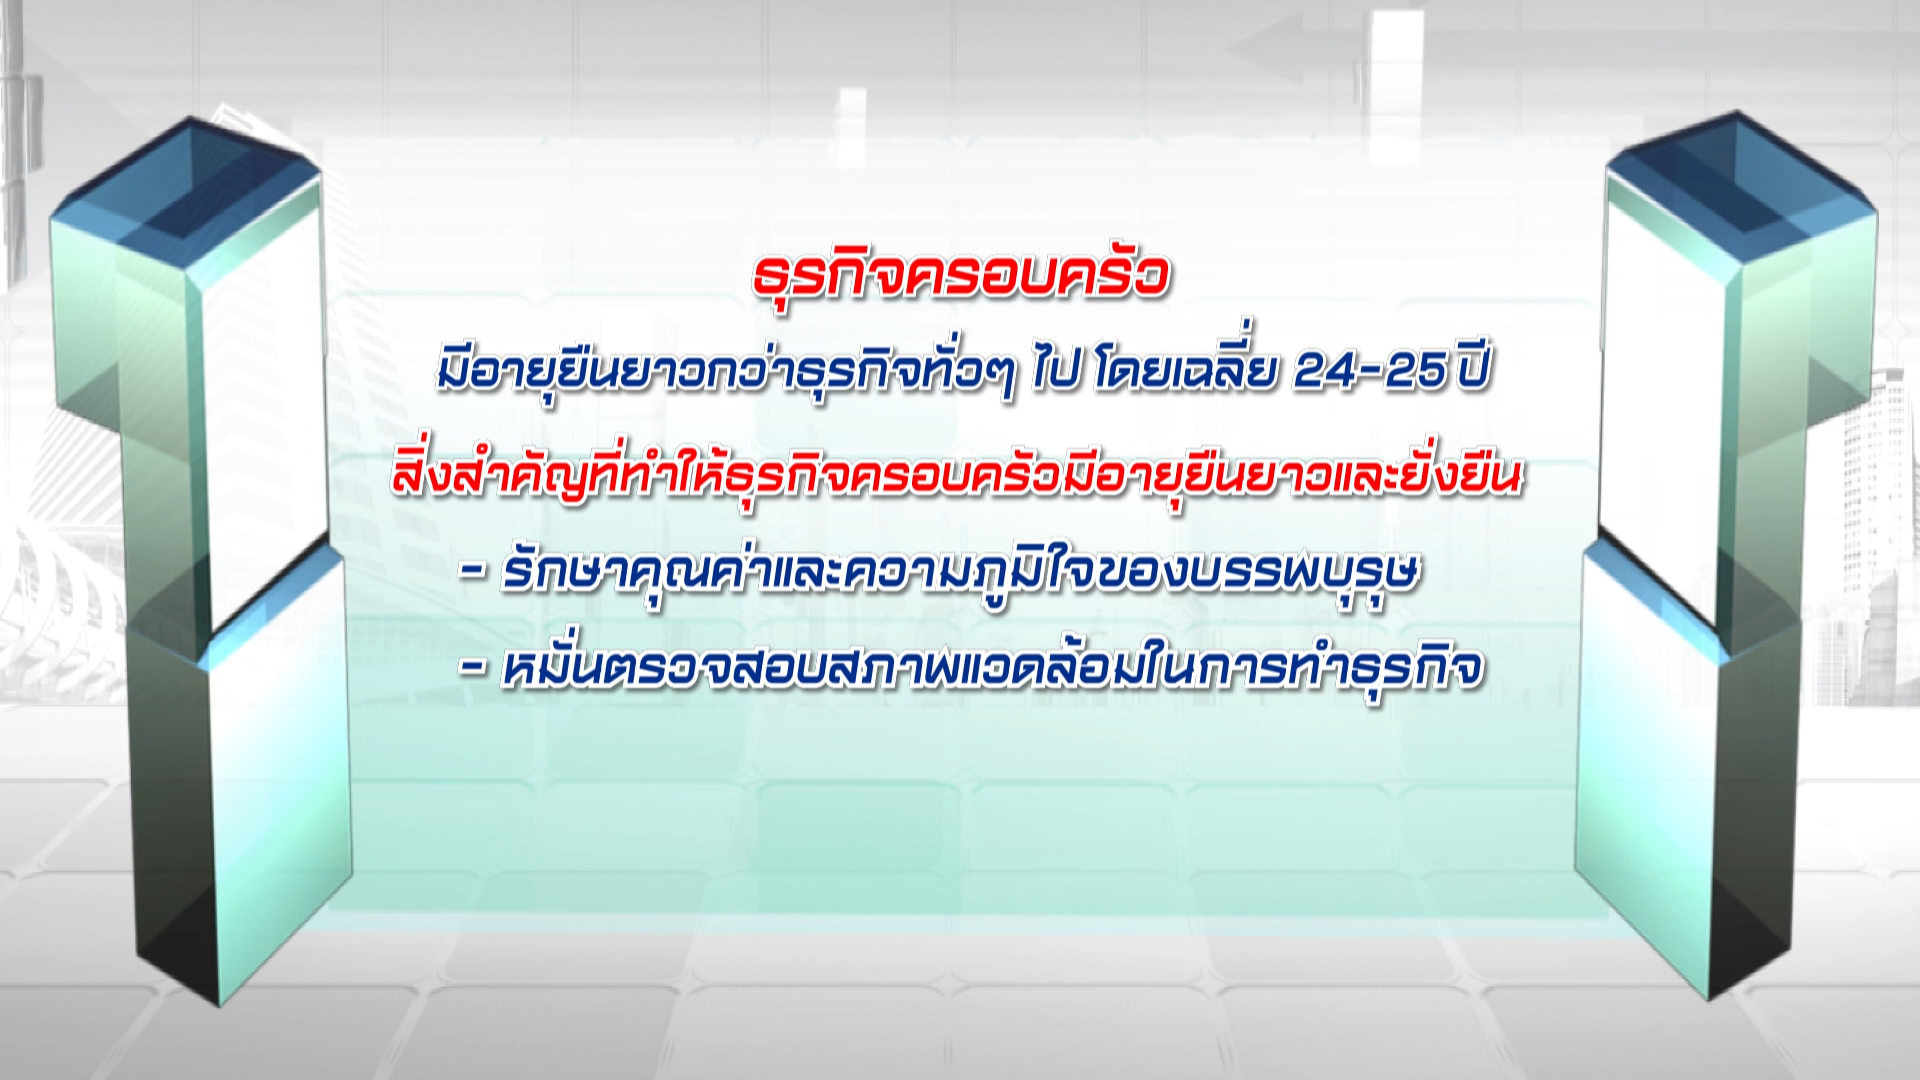 ธุรกิจครอบครัว
มีอายุยืนยาวกว่าธุรกิจทั่วๆ ไป โดยเฉลี่ย 24-25 ปี
สิ่งสำคัญที่ทำให้ธุรกิจครอบครัวมีอายุยืนยาวและยั่งยืน
- รักษาคุณค่าและความภูมิใจของบรรพบุรุษ
- หมั่นตรวจสอบสภาพแวดล้อมในการทำธุรกิจ